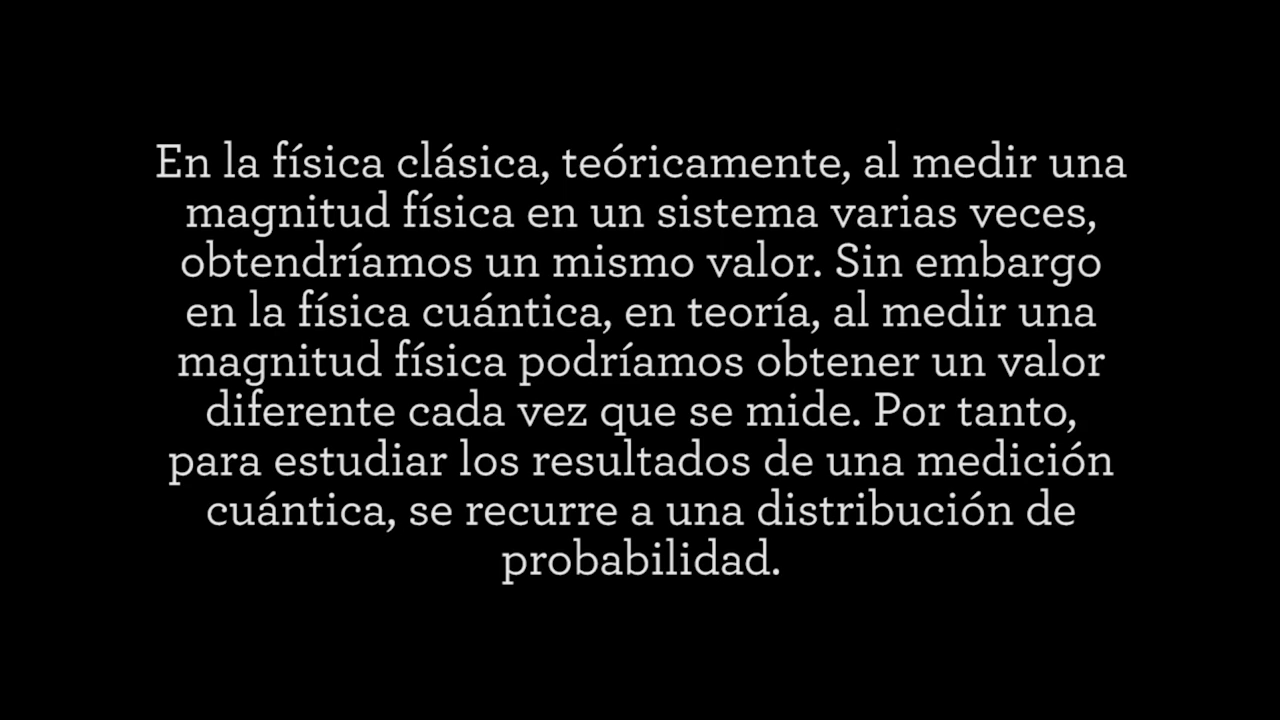 En la física clásica, teóricamente, al medir una
magnitud física en un sistema varias veces,
obtendríamos un mismo valor. Sin embargo
en la física cuántica, en teoría, al medir una
magnitud física podríamos obtener un valor
diferente cada vez que se mide. Por tanto,
para estudiar los resultados de una medición
cuántica, se recurre a una distribución de
probabilidad.